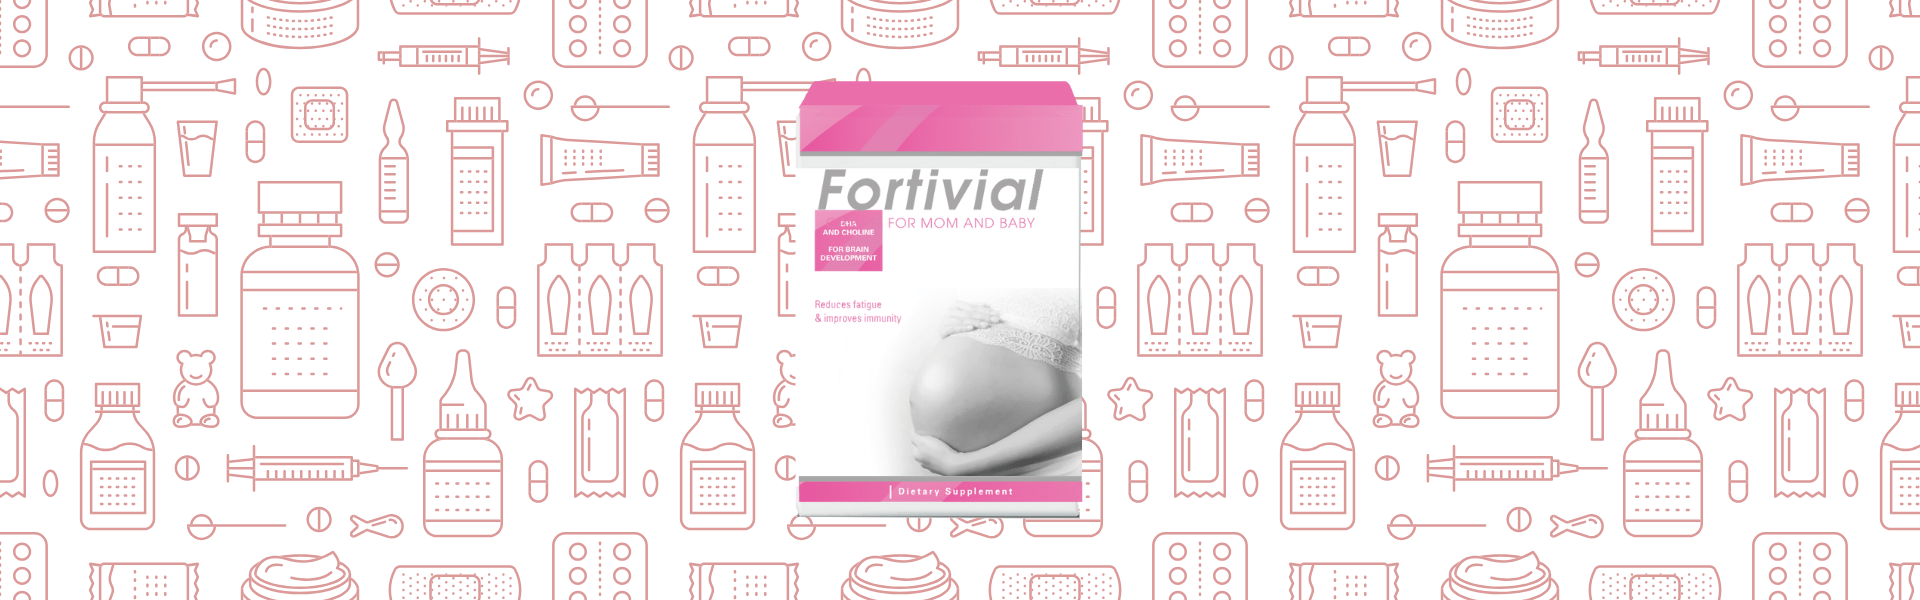 Fortivial
FOR MOM AND BABY
DHA
AND CHOLINE
FOR BRAIN
DEVELOPMENT
Reduces fatigue
& improves immunity
Dietary Supplement